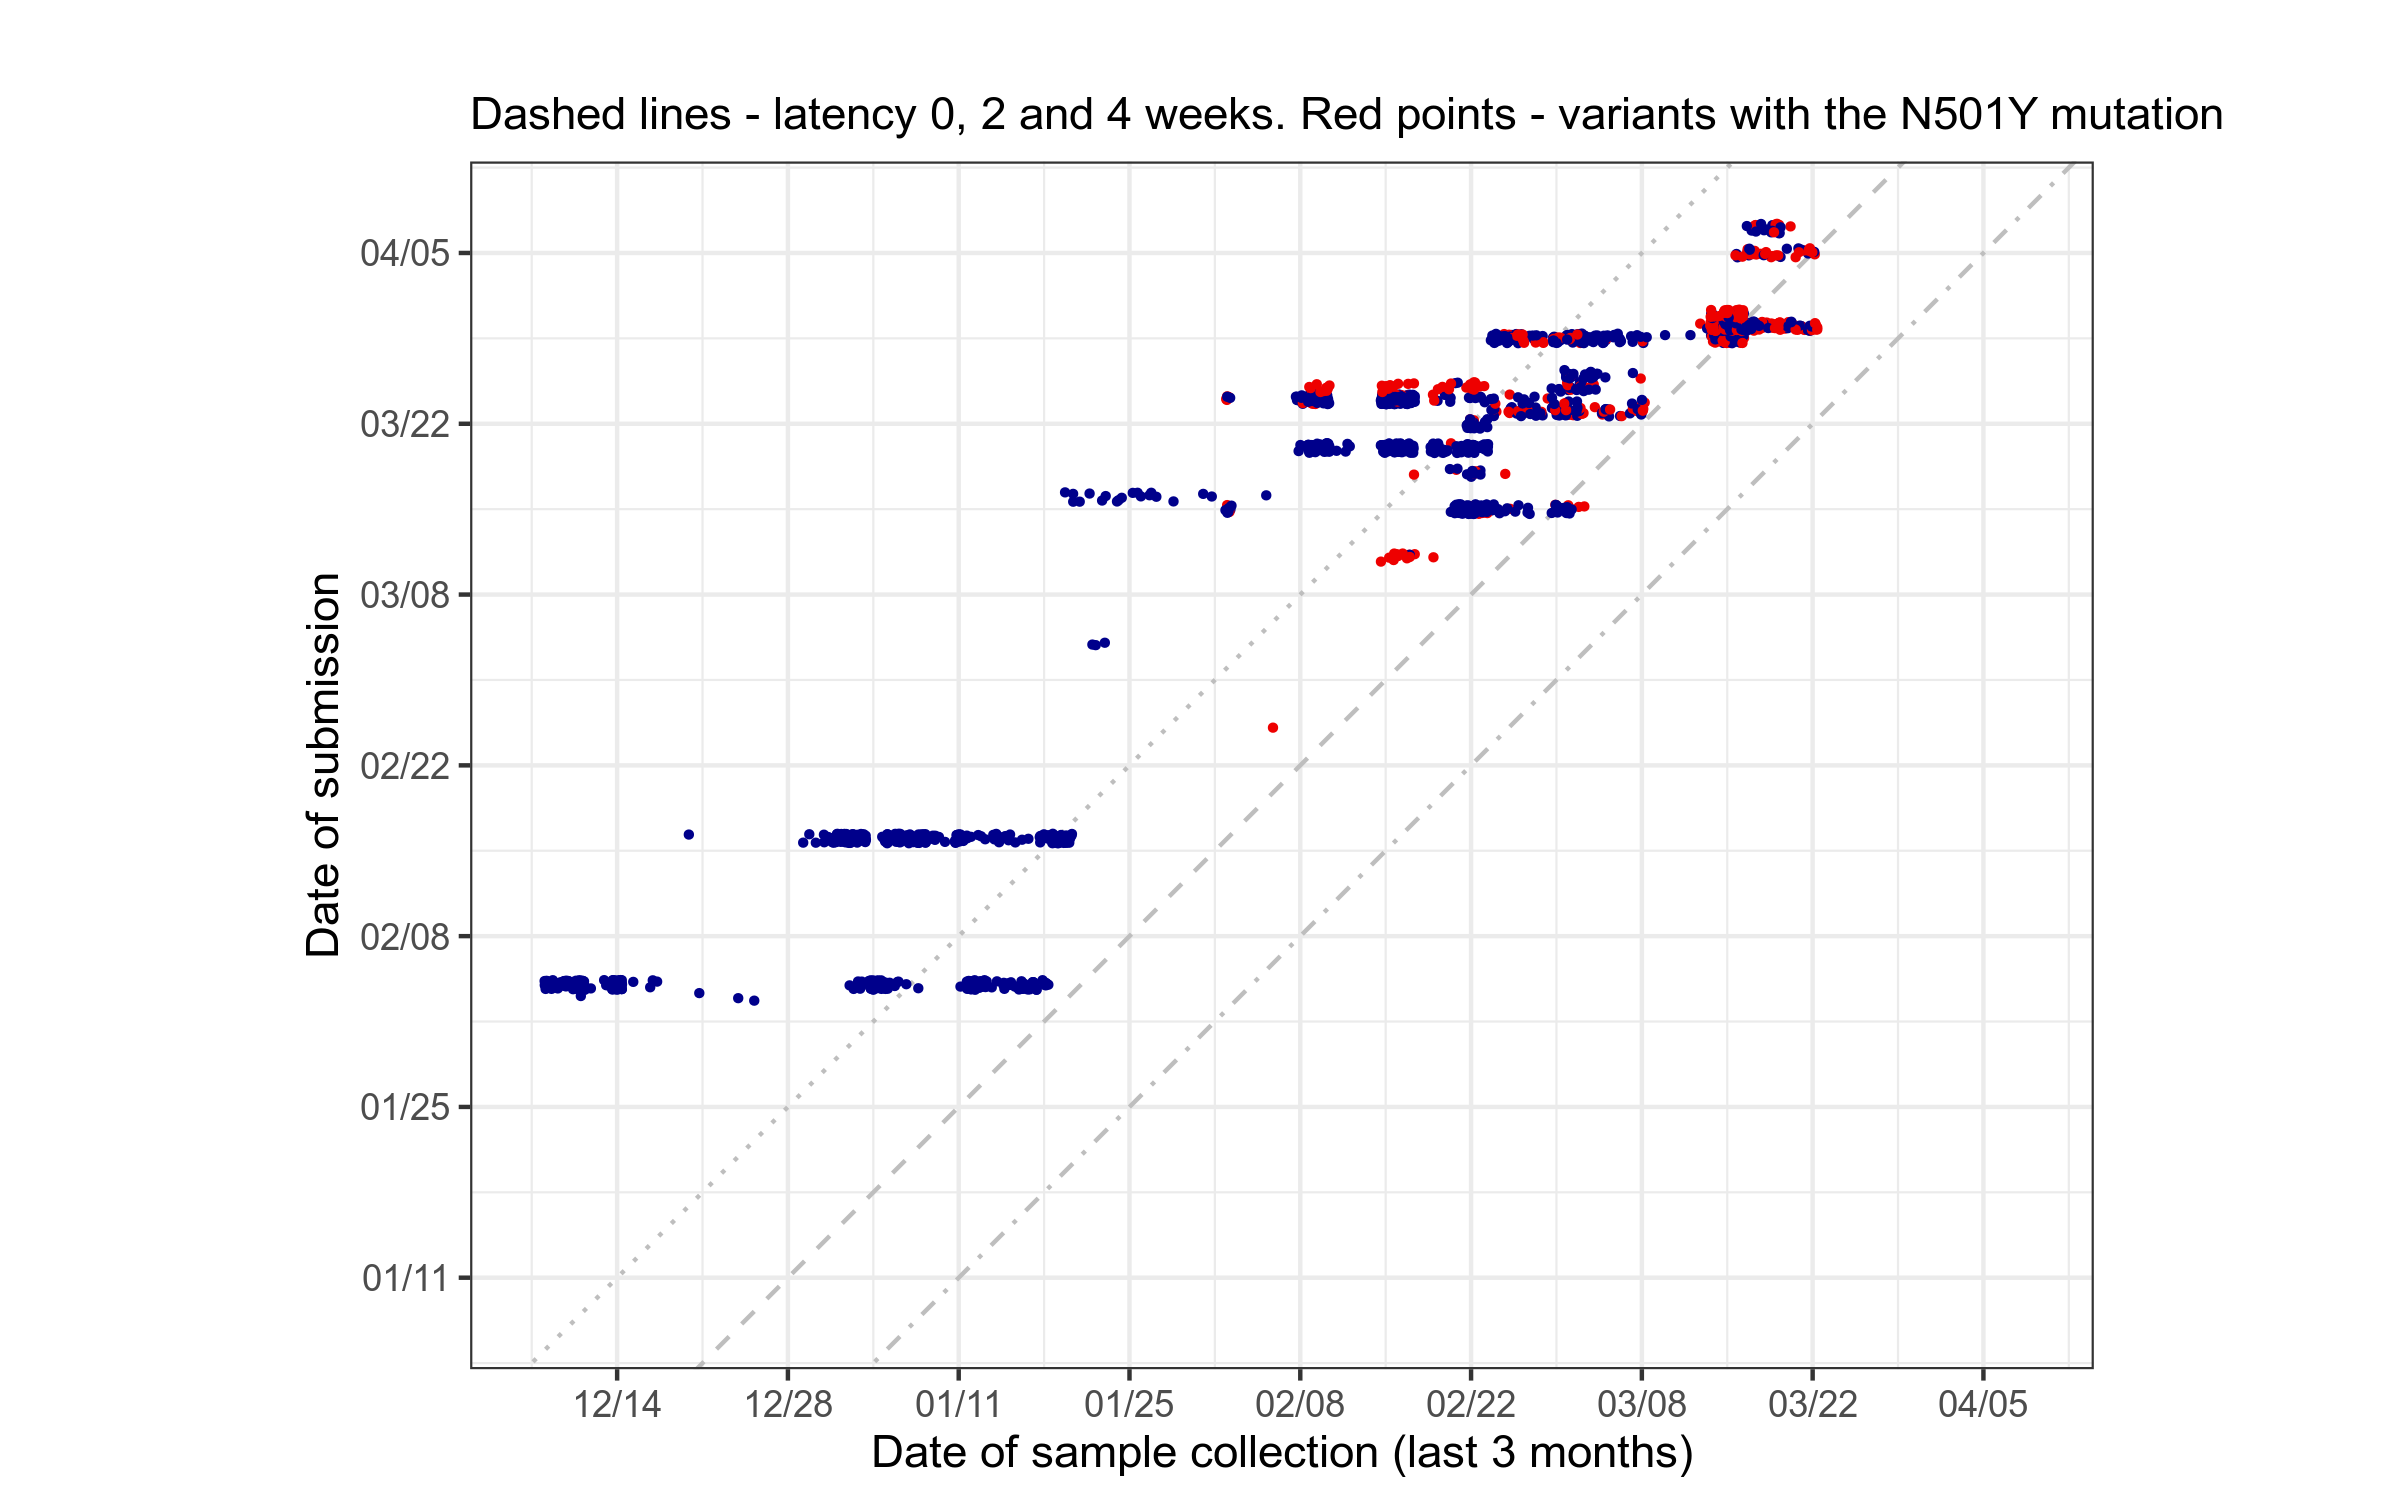 Dashed lines - latency 0, 2 and 4 weeks. Red points - variants with the N501Y mutation
Date of submission
04/05
03/22
03/08
02/22
02/08
01/25
01/11
12/14 12/28 01/11 01/25 02/08 02/22 03/08 03/22 04/05
Date of sample collection (last 3 months)